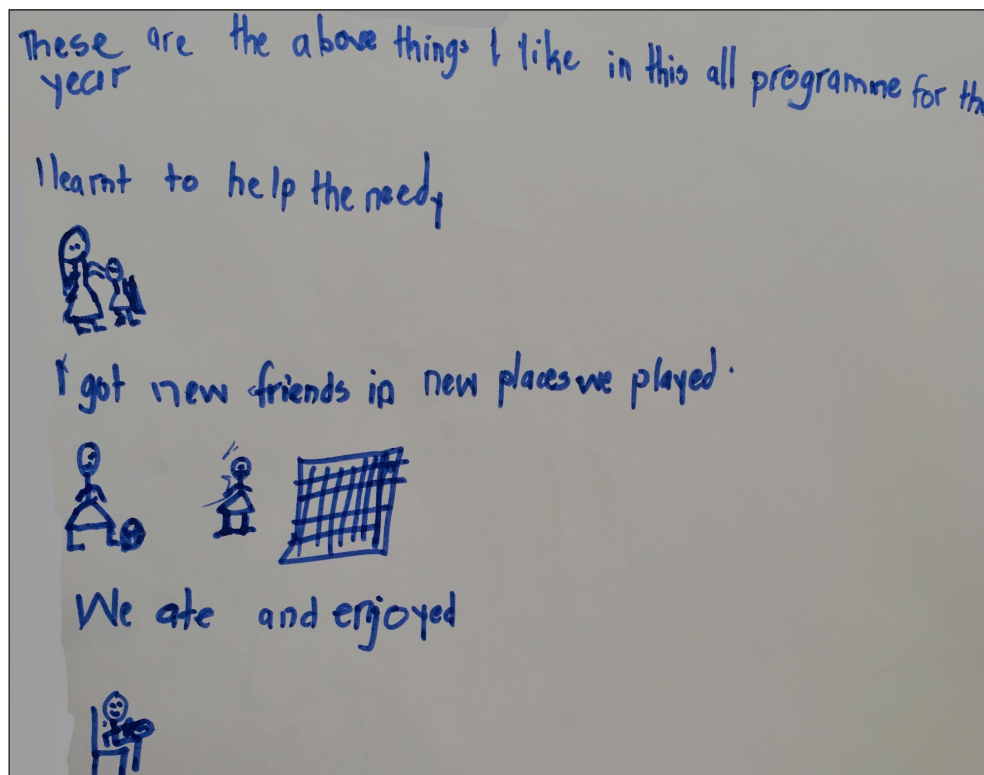 These are the above things I like in this all programme for the
year
I learnt to help the needy
I got new friends in new places we played.
We ate and enjoyed